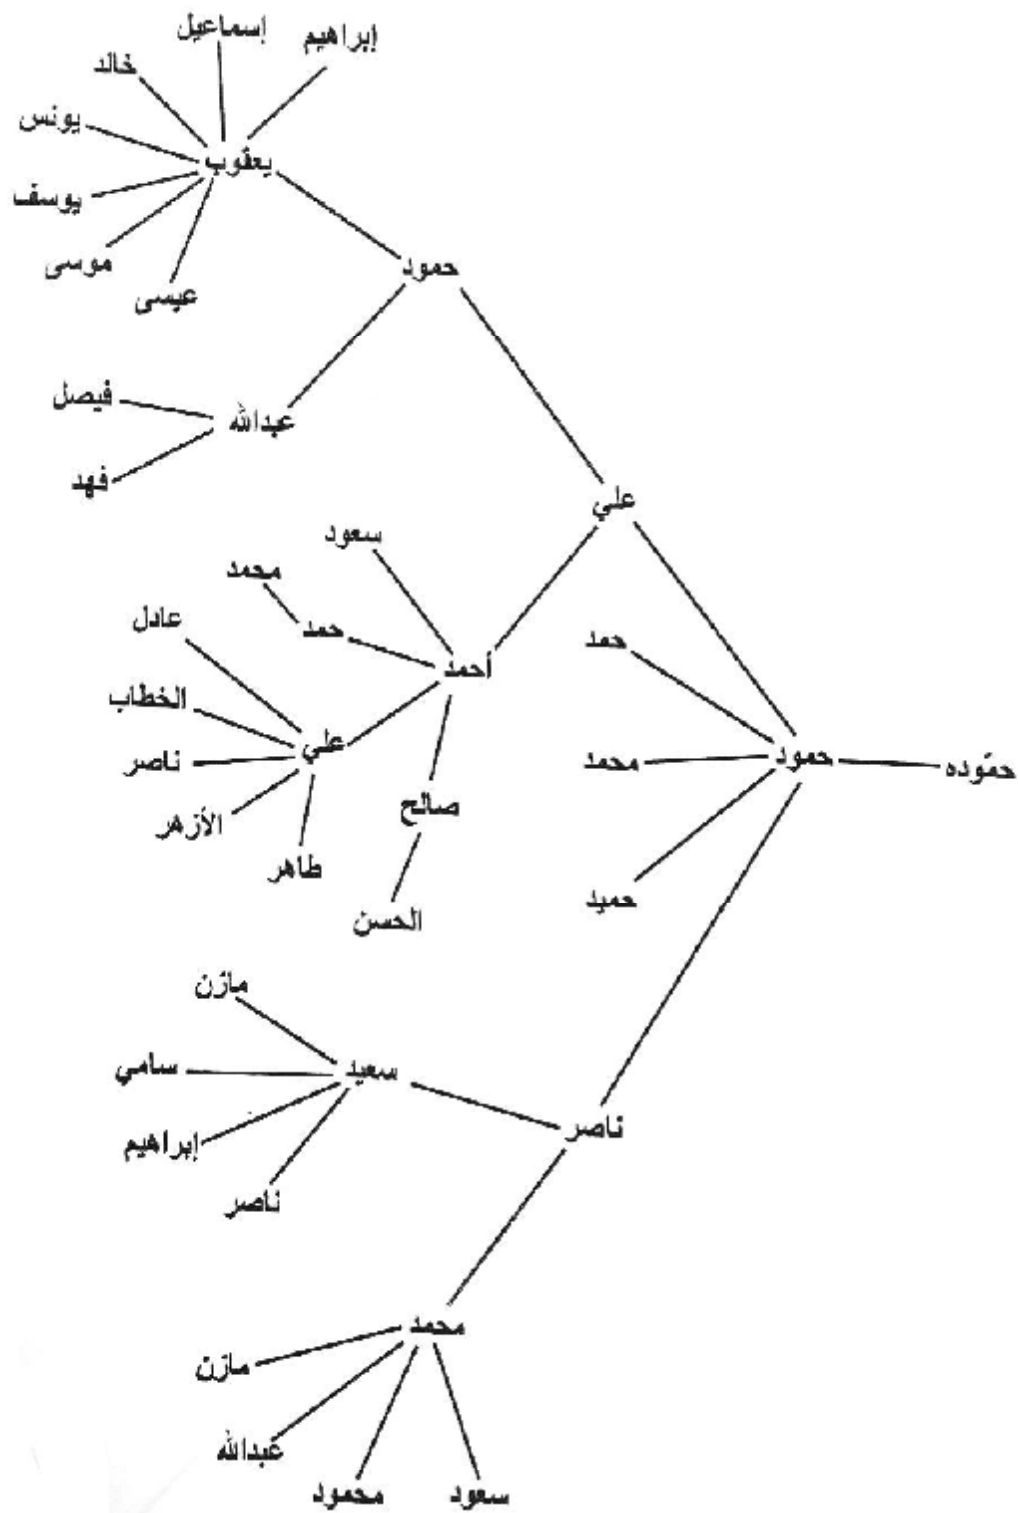 إبراهيم
إسماعيل
خالد
يونس
يعقوب
يوسف
موسى
عيسى
حمود
فيصل
عبدالله
فهد
علي
سعود
محمد
حمد
عادل
أحمد
حمد
الخطاب
علي
ناصر
محمد
حمود
حمّوده
الأزهر
صالح
طاهر
الحسن
حميد
مازن
سعيد
سامي
إبراهيم
ناصر
ناصر
محمد
مازن
عبدالله
محمود
سعود